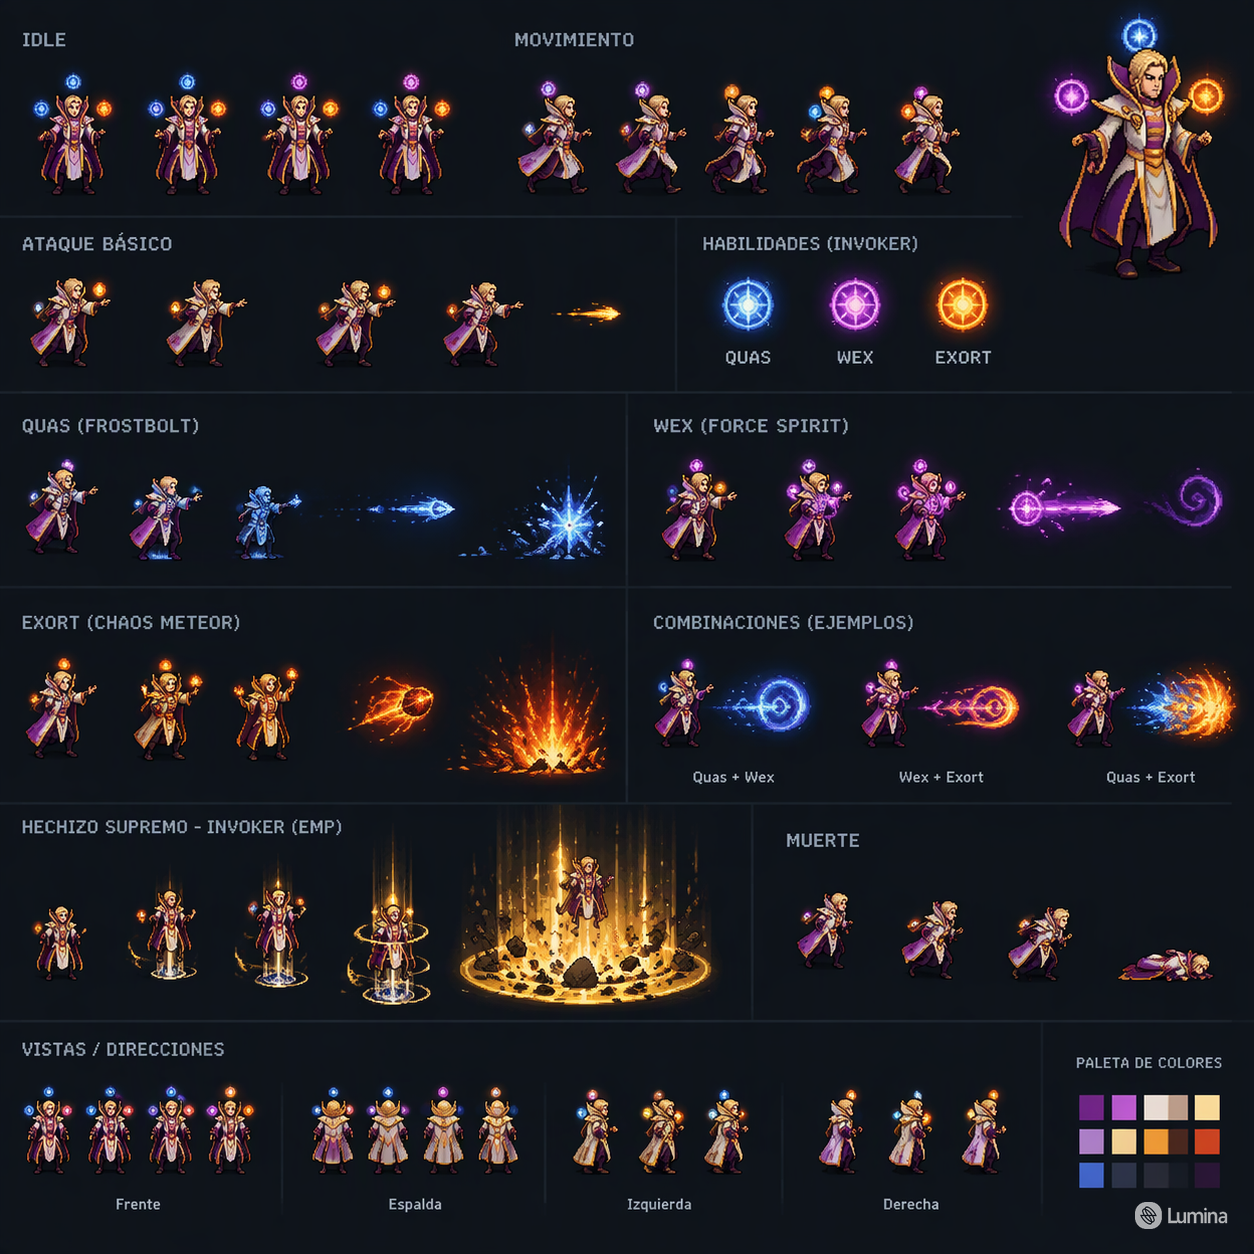 IDLE
MOVIMIENTO
ATAQUE BÁSICO
HABILIDADES (INVOKER)
QUAS
WEX
EXORT
QUAS (FROSTBOLT)
WEX (FORCE SPIRIT)
EXORT (CHAOS METEOR)
COMBINACIONES (EJEMPLOS)
Quas + Wex
Wex + Exort
Quas + Exort
HECHIZO SUPREMO - INVOKER (EMP)
MUERTE
VISTAS / DIRECCIONES
Frente
Espalda
Izquierda
Derecha
PALETA DE COLORES
Lumina